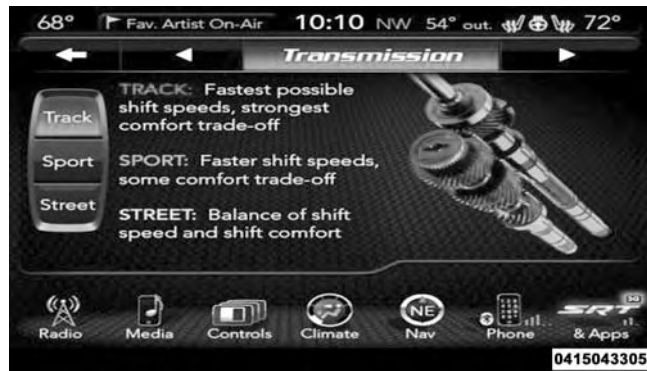 68° Fav. Artist On-Air 10:10 NW 54° out. 72°
Transmission
Track
Sport
Street
TRACK: Fastest possible
shift speeds, strongest
comfort trade-off
SPORT: Faster shift speeds,
some comfort trade-off
STREET: Balance of shift
speed and shift comfort
NE
SRT
Radio Media Controls Climate Nav Phone & Apps
0415043305